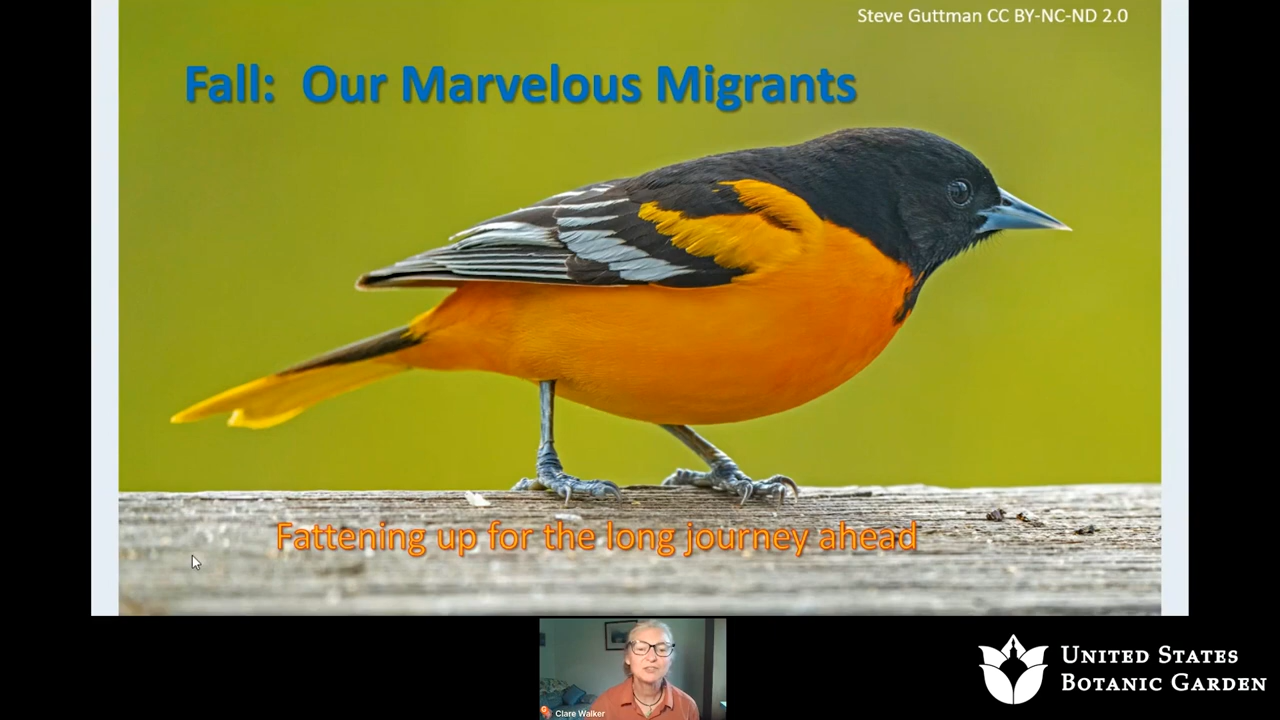 Steve Guttman CC BY-NC-ND 2.0
Fall: Our Marvelous Migrants
Fattening up for the long journey ahead
Clare Walker
UNITED STATES
BOTANIC GARDEN